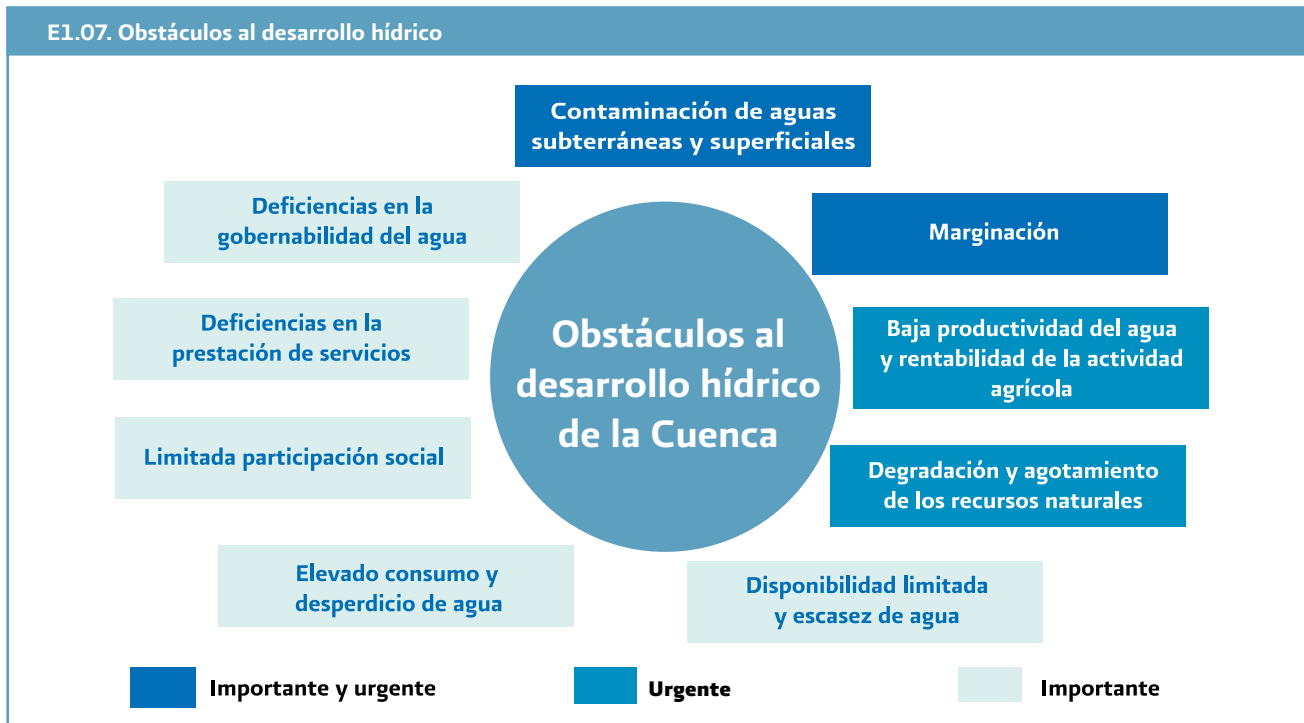 E1.07. Obstáculos al desarrollo hídrico
Contaminación de aguas
subterráneas y superficiales
Marginación
Baja productividad del agua
y rentabilidad de la actividad
agrícola
Degradación y agotamiento
de los recursos naturales
Disponibilidad limitada
y escasez de agua
Elevado consumo y
desperdicio de agua
Limitada participación social
Deficiencias en la
prestación de servicios
Deficiencias en la
gobernabilidad del agua
Obstáculos al
desarrollo hídrico
de la Cuenca
Importante y urgente
Urgente
Importante